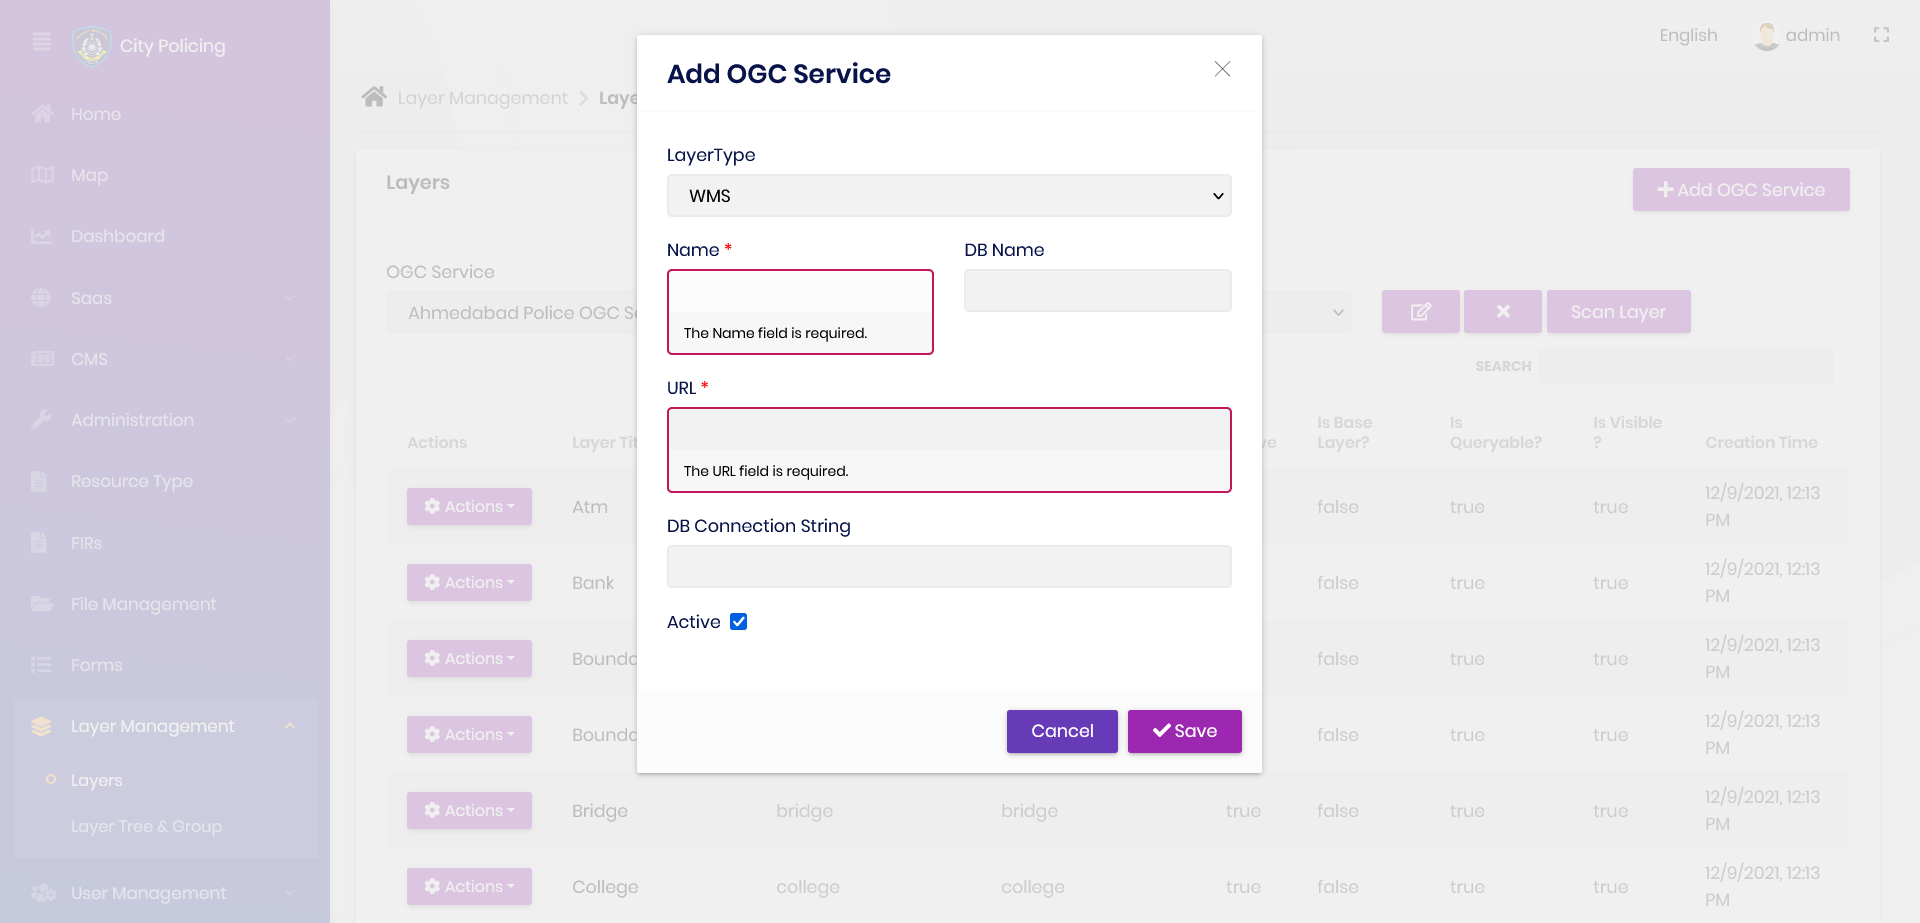 City Policing
English
admin
Home
Map
Dashboard
Saas
CMS
Administration
Resource Type
FIRs
File Management
Forms
Layer Management
Layers
Layer Tree & Group
User Management
Layer Management > Laye
Layers
Add OGC Service
OGC Service
Ahmedabad Police OGC Se
Scan Layer
SEARCH
Actions Layer Tit ve Is Base Layer? Is Queryable? Is Visible ? Creation Time
Actions Atm false true true 12/9/2021, 12:13 PM
Actions Bank false true true 12/9/2021, 12:13 PM
Actions Bounda false true true 12/9/2021, 12:13 PM
Actions Bounda false true true 12/9/2021, 12:13 PM
Actions Bridge bridge bridge true false true true 12/9/2021, 12:13 PM
Actions College college college true false true true 12/9/2021, 12:13 PM
Add OGC Service
LayerType
WMS
Name * DB Name
The Name field is required.
URL *
The URL field is required.
DB Connection String
Active
Cancel Save